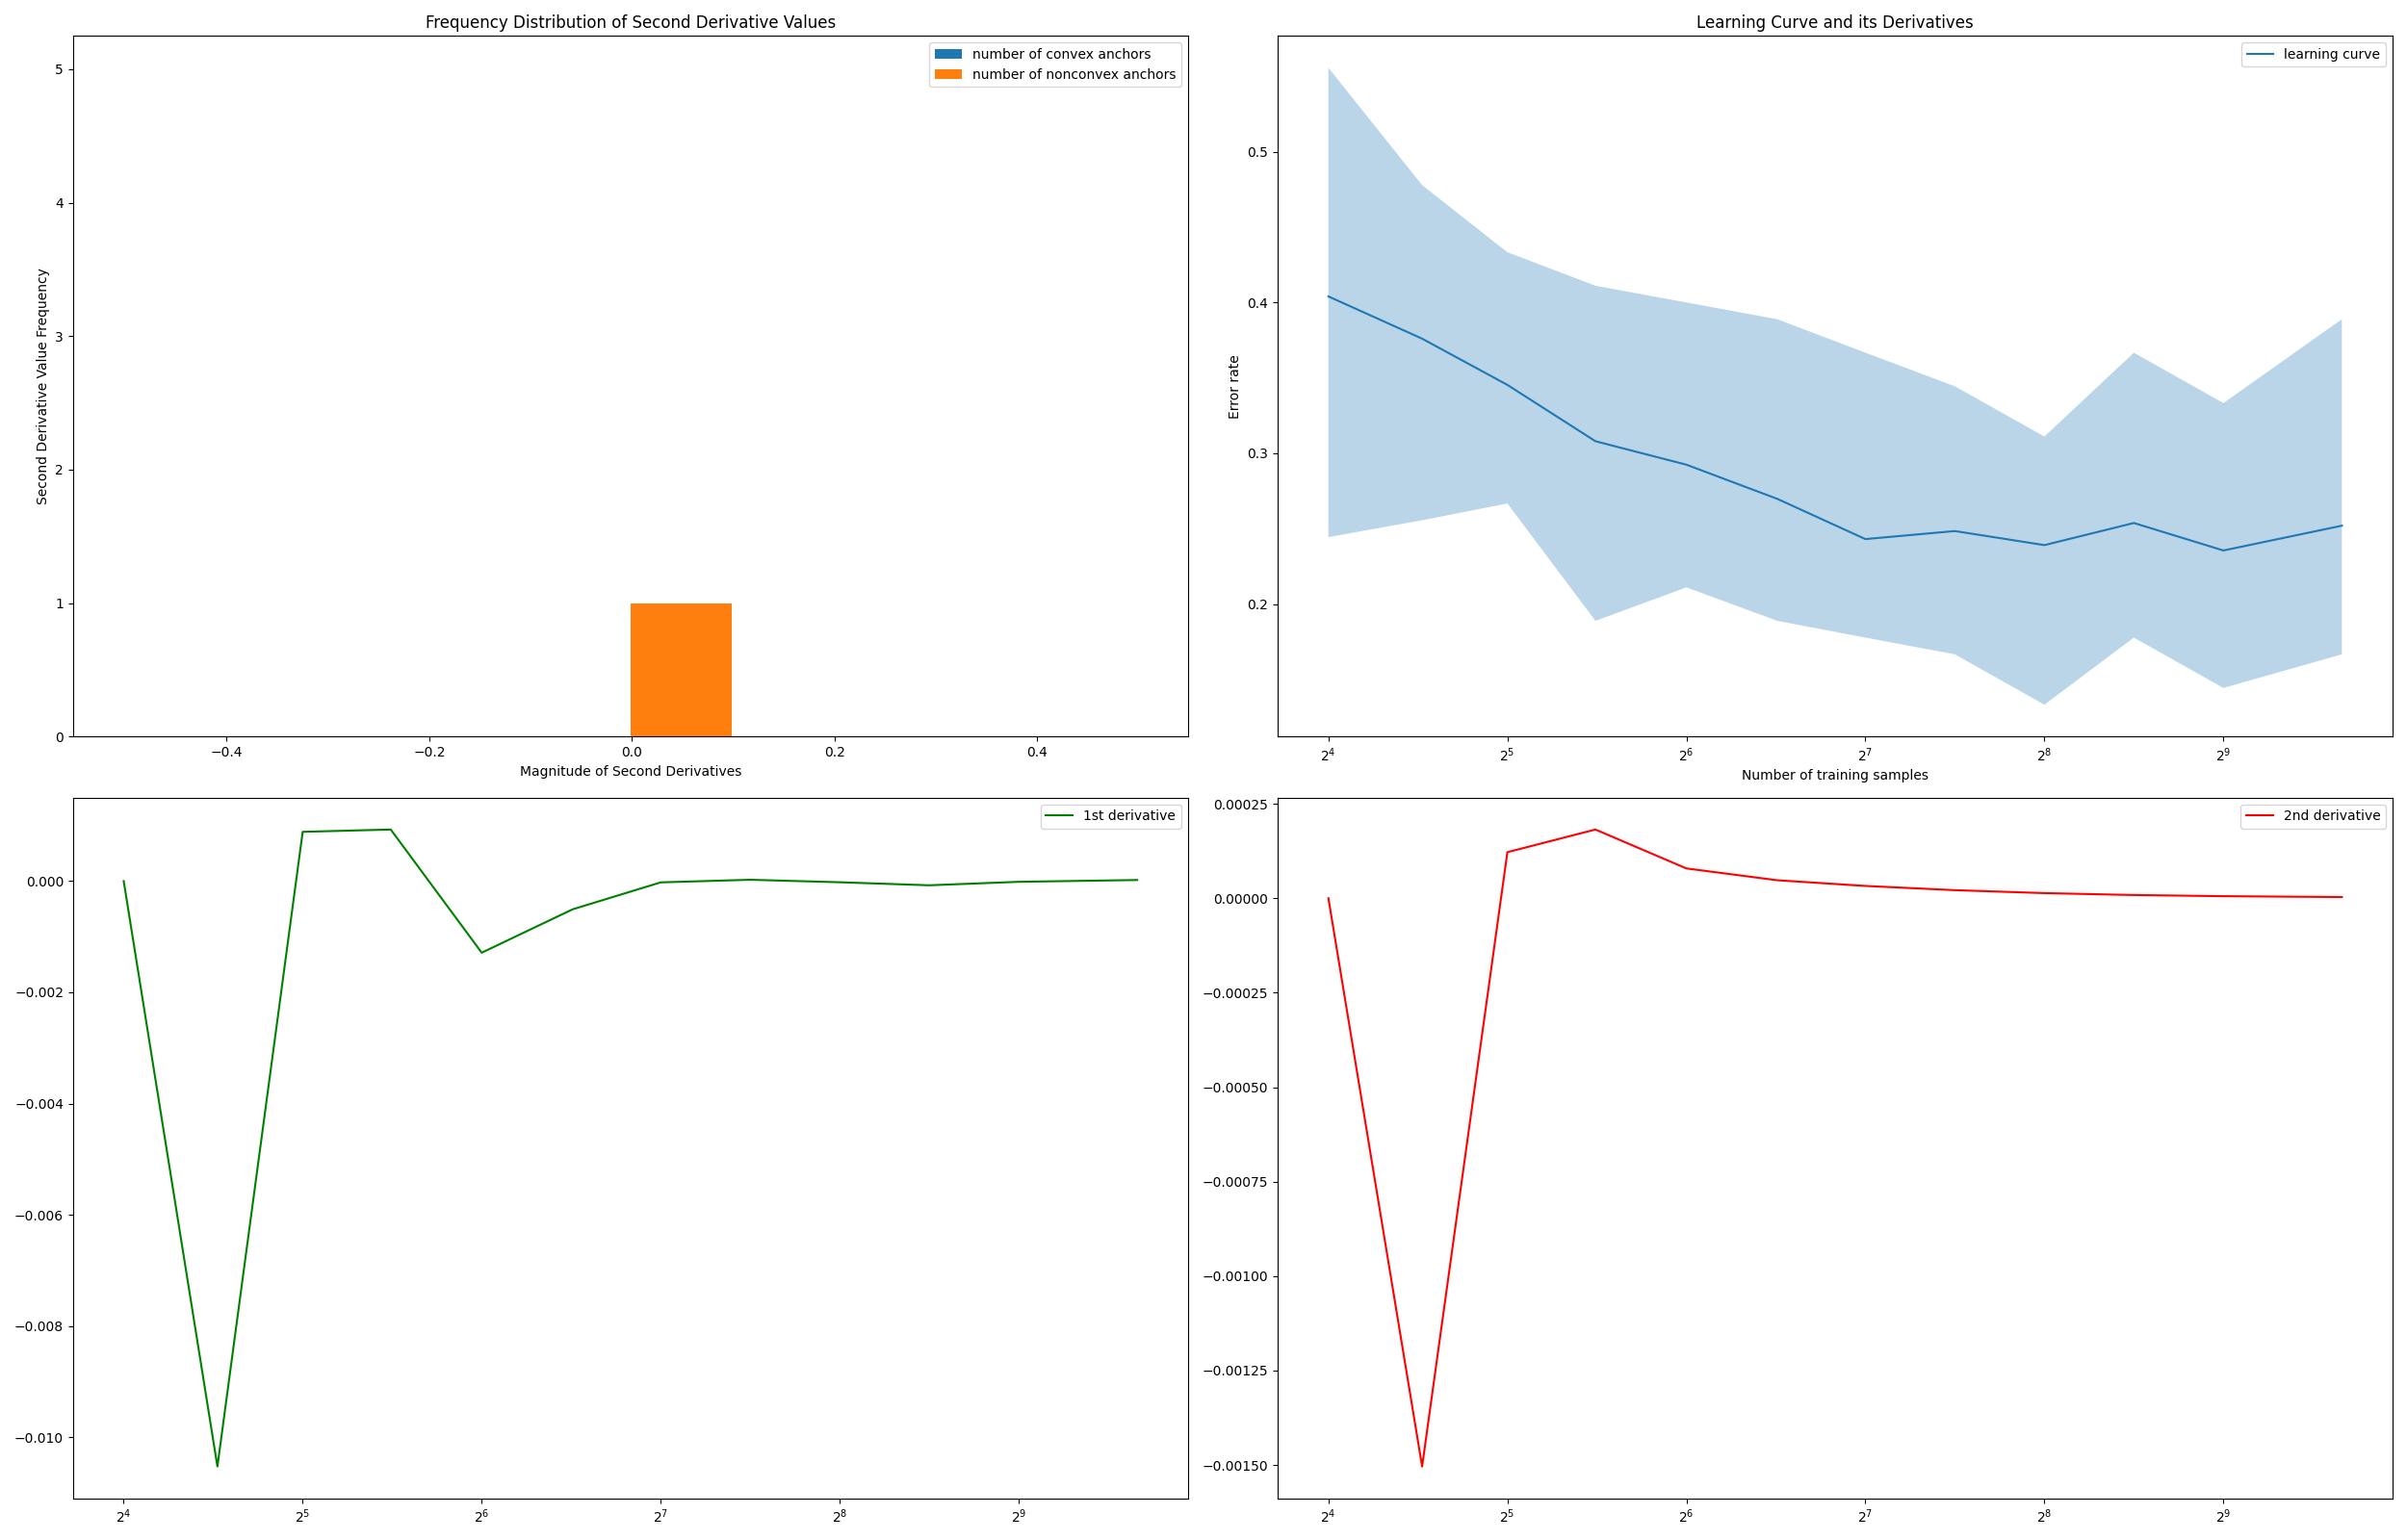 Frequency Distribution of Second Derivative Values
number of convex anchors
number of nonconvex anchors
Second Derivative Value Frequency
5
4
3
2
1
0
−0.4 −0.2 0.0 0.2 0.4
Magnitude of Second Derivatives
Learning Curve and its Derivatives
learning curve
Error rate
0.5
0.4
0.3
0.2
2⁴ 2⁵ 2⁶ 2⁷ 2⁸ 2⁹
Number of training samples
1st derivative
0.000
−0.002
−0.004
−0.006
−0.008
−0.010
2⁴ 2⁵ 2⁶ 2⁷ 2⁸ 2⁹
2nd derivative
0.00025
0.00000
−0.00025
−0.00050
−0.00075
−0.00100
−0.00125
−0.00150
2⁴ 2⁵ 2⁶ 2⁷ 2⁸ 2⁹